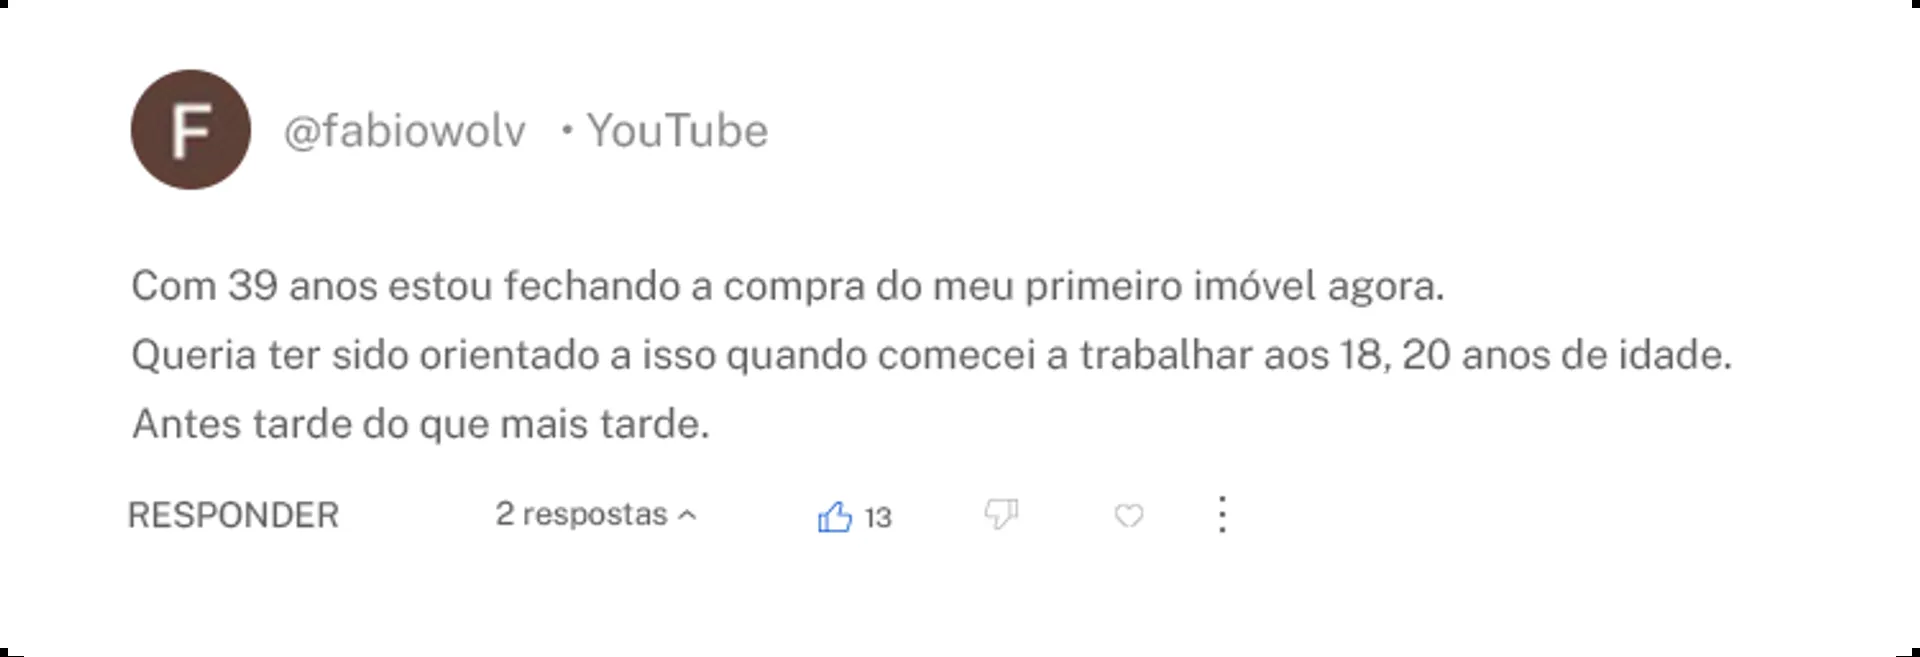 F
@fabiowolv • YouTube
Com 39 anos estou fechando a compra do meu primeiro imóvel agora.
Queria ter sido orientado a isso quando comecei a trabalhar aos 18, 20 anos de idade.
Antes tarde do que mais tarde.
RESPONDER 2 respostas 13